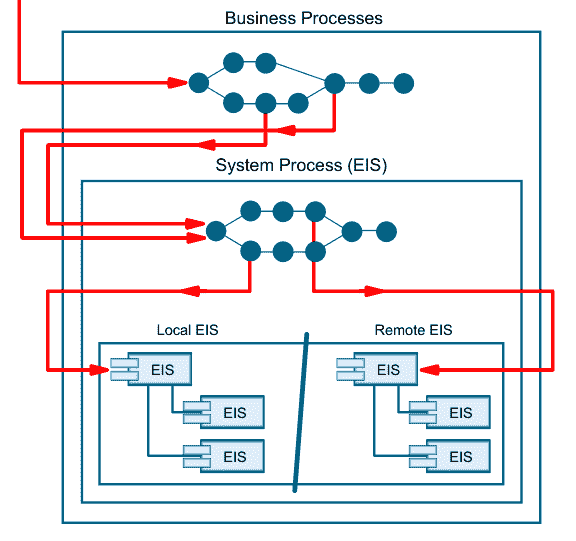 Business Processes
System Process (EIS)
Local EIS
Remote EIS
EIS
EIS
EIS
EIS
EIS
EIS